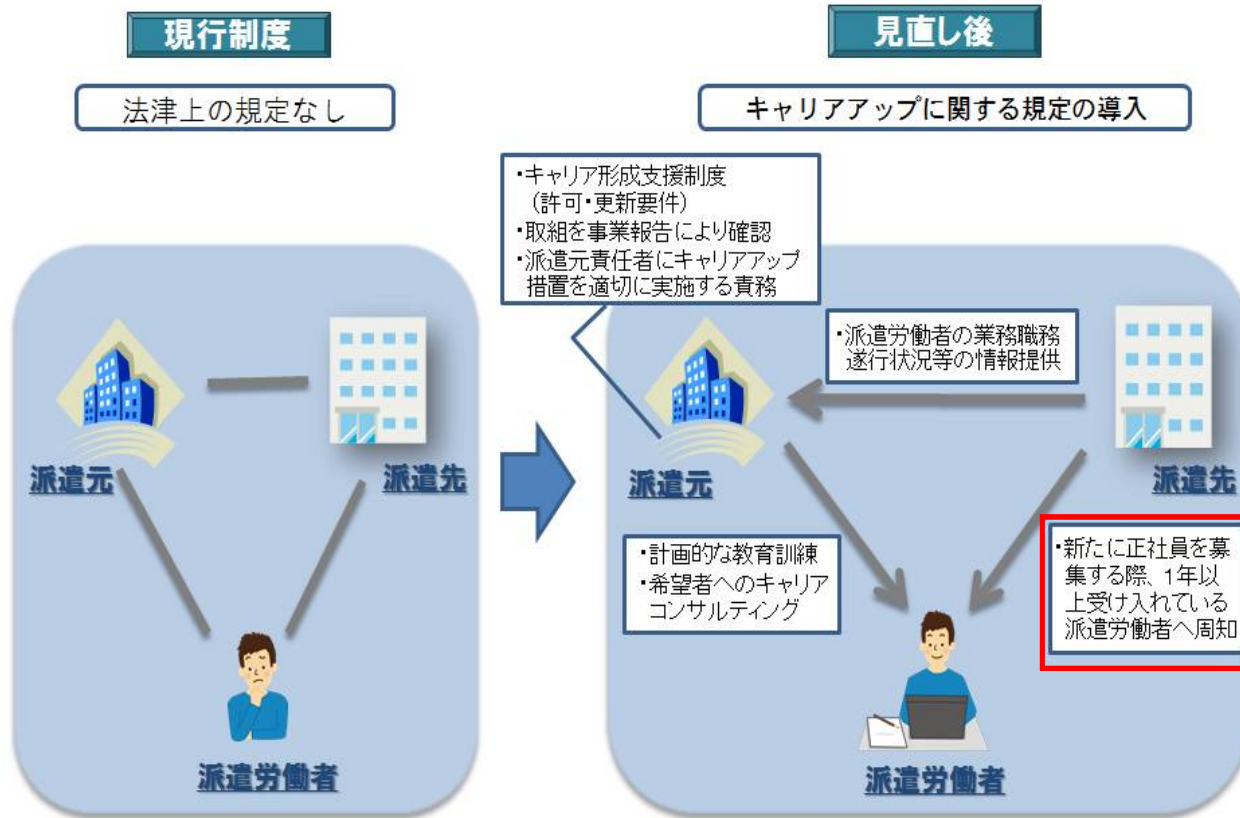 現行制度
法律上の規定なし
派遣元
派遣先
派遣労働者
見直し後
キャリアアップに関する規定の導入
・キャリア形成支援制度
（許可・更新要件）
・取組を事業報告により確認
・派遣元責任者にキャリアアップ
措置を適切に実施する責務
・派遣労働者の業務職務
遂行状況等の情報提供
派遣元
派遣先
・計画的な教育訓練
・希望者へのキャリア
コンサルティング
・新たに正社員を募
集する際、1年以
上受け入れている
派遣労働者へ周知
派遣労働者